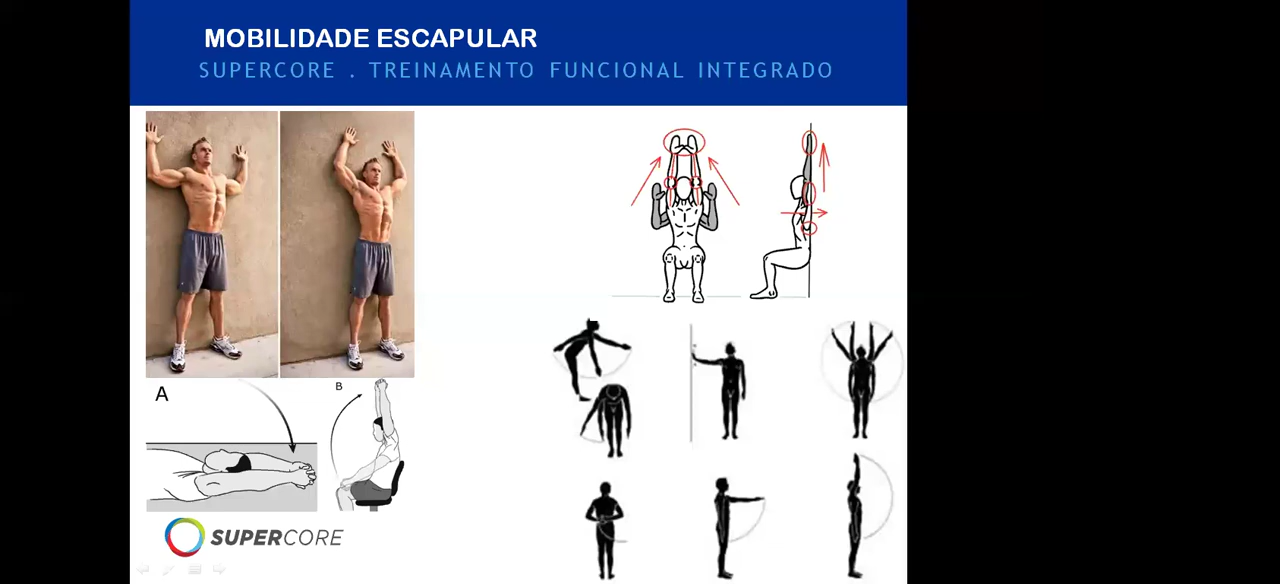 MOBILIDADE ESCAPULAR
SUPERCORE . TREINAMENTO FUNCIONAL INTEGRADO
A
B
SUPERCORE